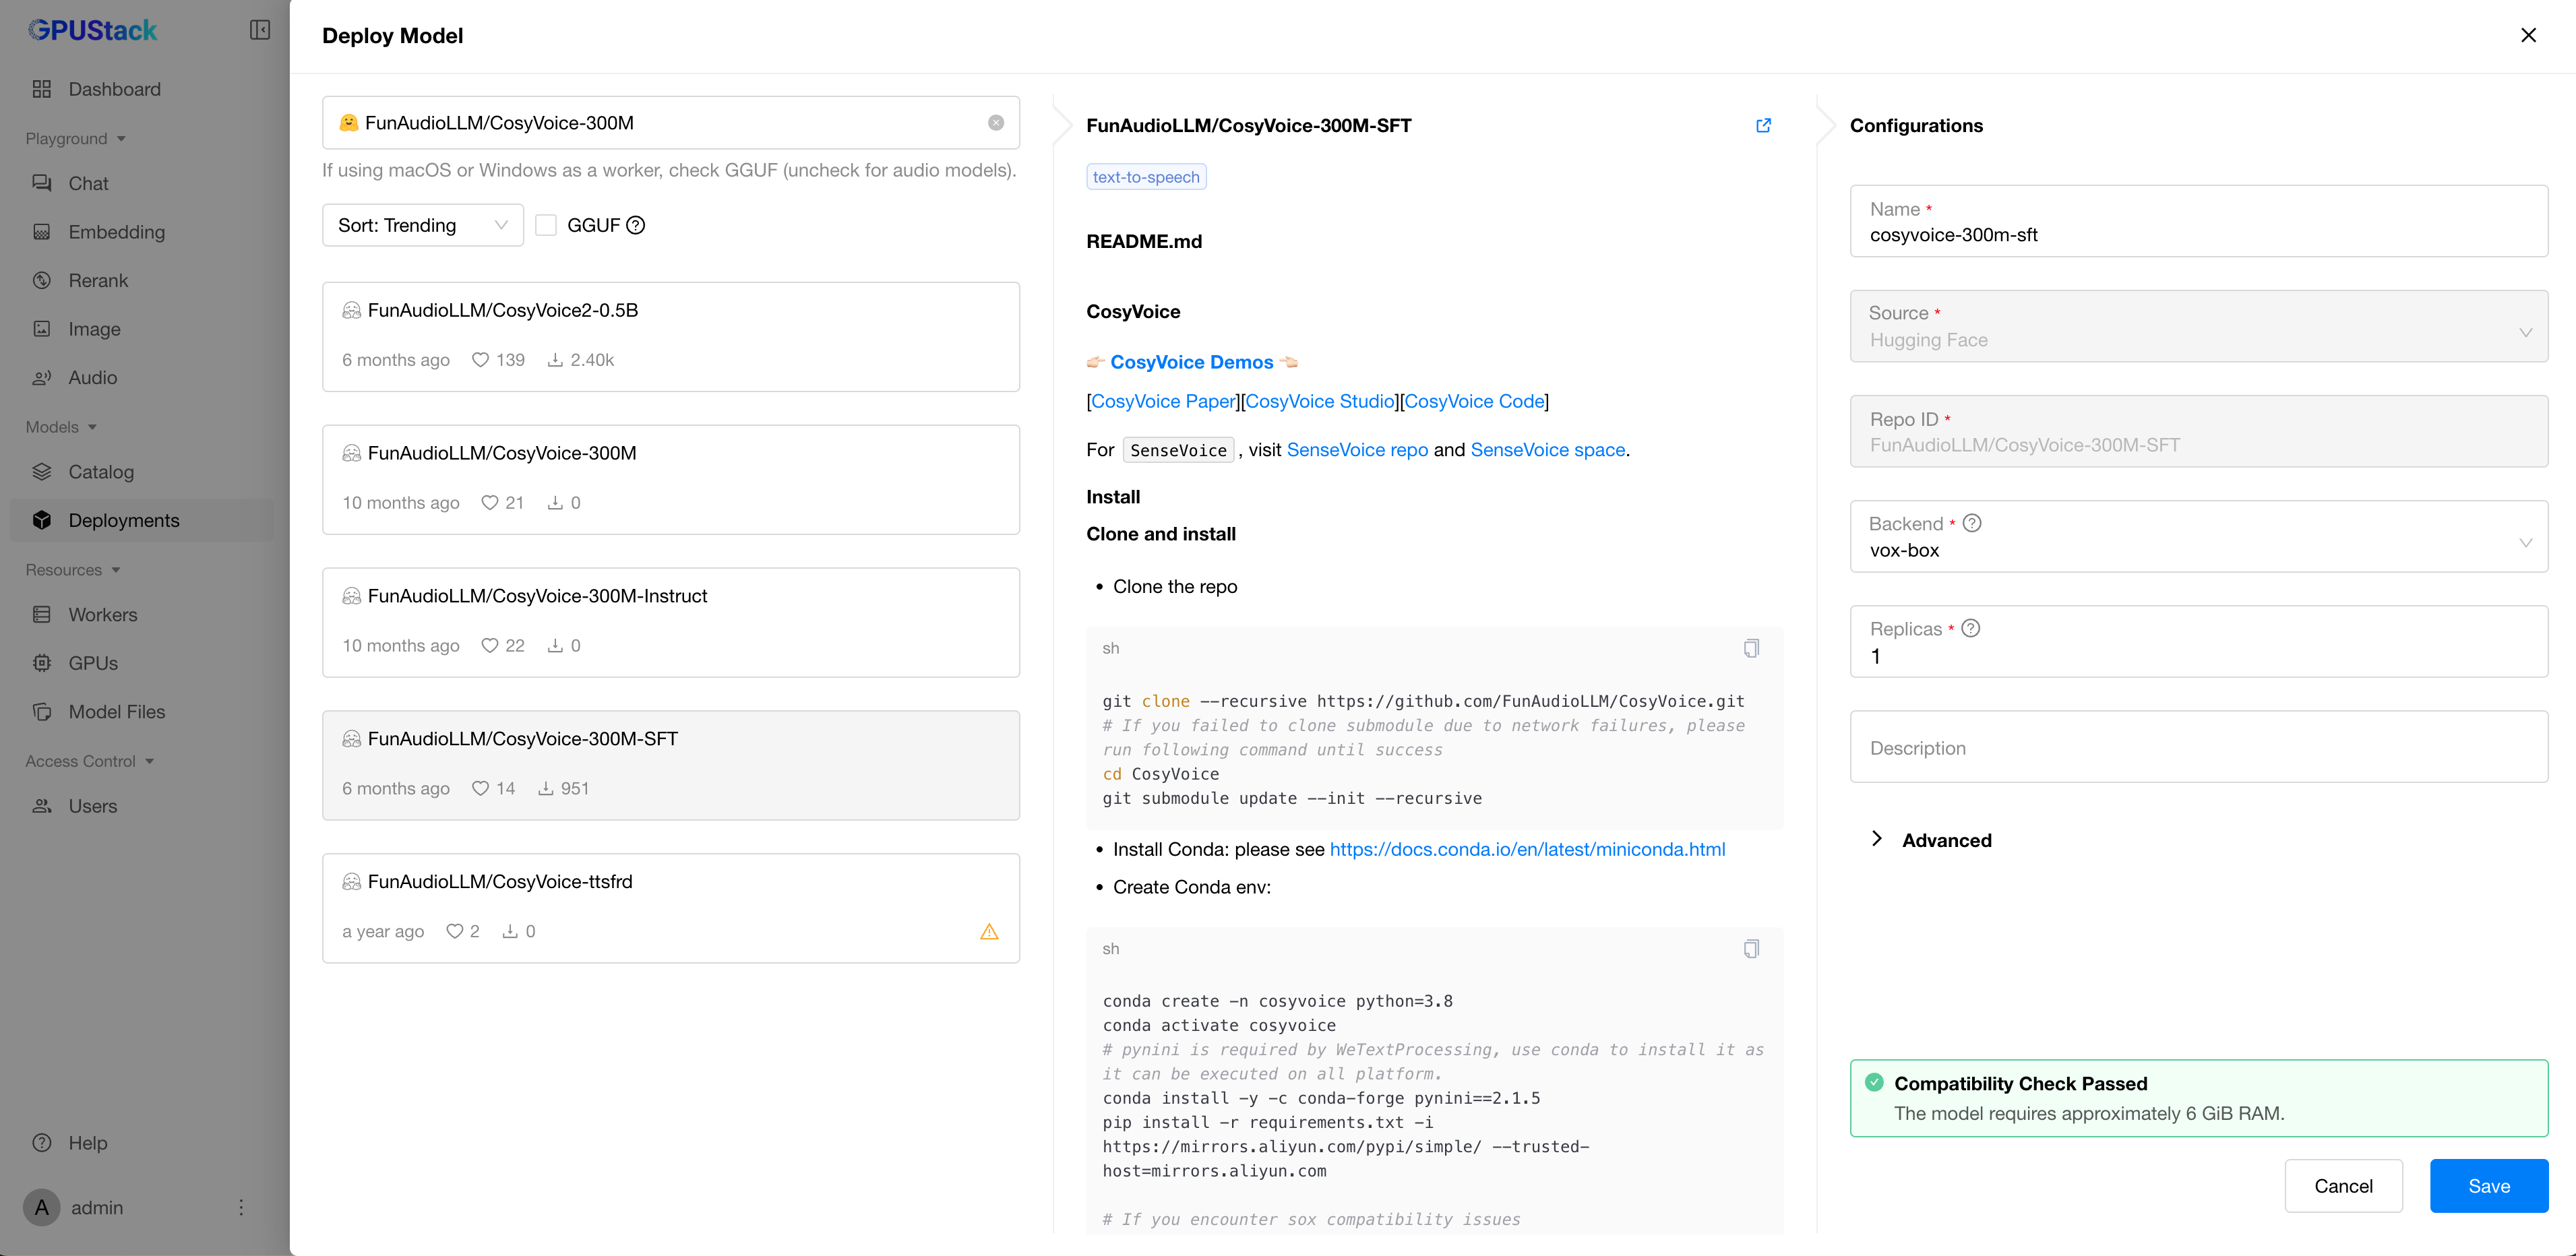 GPUStack
Dashboard
Playground
Chat
Embedding
Rerank
Image
Audio
Models
Catalog
Deployments
Resources
Workers
GPUs
Model Files
Access Control
Users
Help
A admin
Deploy Model
FunAudioLLM/CosyVoice-300M
If using macOS or Windows as a worker, check GGUF (uncheck for audio models).
Sort: Trending GGUF
FunAudioLLM/CosyVoice2-0.5B
6 months ago 139 2.40k
FunAudioLLM/CosyVoice-300M
10 months ago 21 0
FunAudioLLM/CosyVoice-300M-Instruct
10 months ago 22 0
FunAudioLLM/CosyVoice-300M-SFT
6 months ago 14 951
FunAudioLLM/CosyVoice-ttsfrd
a year ago 2 0
FunAudioLLM/CosyVoice-300M-SFT
text-to-speech
README.md
CosyVoice
👉🏻 CosyVoice Demos 👈🏻
[CosyVoice Paper][CosyVoice Studio][CosyVoice Code]
For SenseVoice, visit SenseVoice repo and SenseVoice space.
Install
Clone and install
• Clone the repo
sh
git clone --recursive https://github.com/FunAudioLLM/CosyVoice.git
# If you failed to clone submodule due to network failures, please
run following command until success
cd CosyVoice
git submodule update --init --recursive
• Install Conda: please see https://docs.conda.io/en/latest/miniconda.html
• Create Conda env:
sh
conda create -n cosyvoice python=3.8
conda activate cosyvoice
# pynini is required by WeTextProcessing, use conda to install it as
it can be executed on all platform.
conda install -y -c conda-forge pynini==2.1.5
pip install -r requirements.txt -i
https://mirrors.aliyun.com/pypi/simple/ --trusted-
host=mirrors.aliyun.com
# If you encounter sox compatibility issues
Configurations
Name *
cosyvoice-300m-sft
Source *
Hugging Face
Repo ID *
FunAudioLLM/CosyVoice-300M-SFT
Backend *
vox-box
Replicas *
1
Description
Advanced
Compatibility Check Passed
The model requires approximately 6 GiB RAM.
Cancel
Save